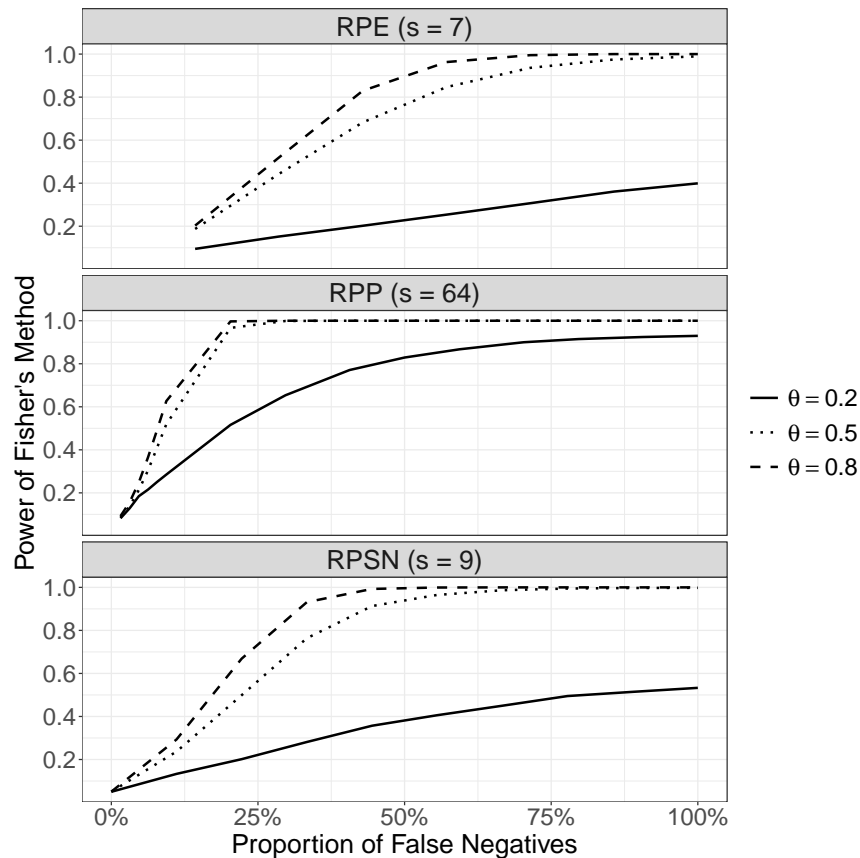 RPE (s = 7)
1.0
0.8
0.6
0.4
0.2
RPP (s = 64)
1.0
0.8
0.6
0.4
0.2
RPSN (s = 9)
1.0
0.8
0.6
0.4
0.2
0%
25%
50%
75%
100%
Proportion of False Negatives
Power of Fisher's Method
θ = 0.2
θ = 0.5
θ = 0.8